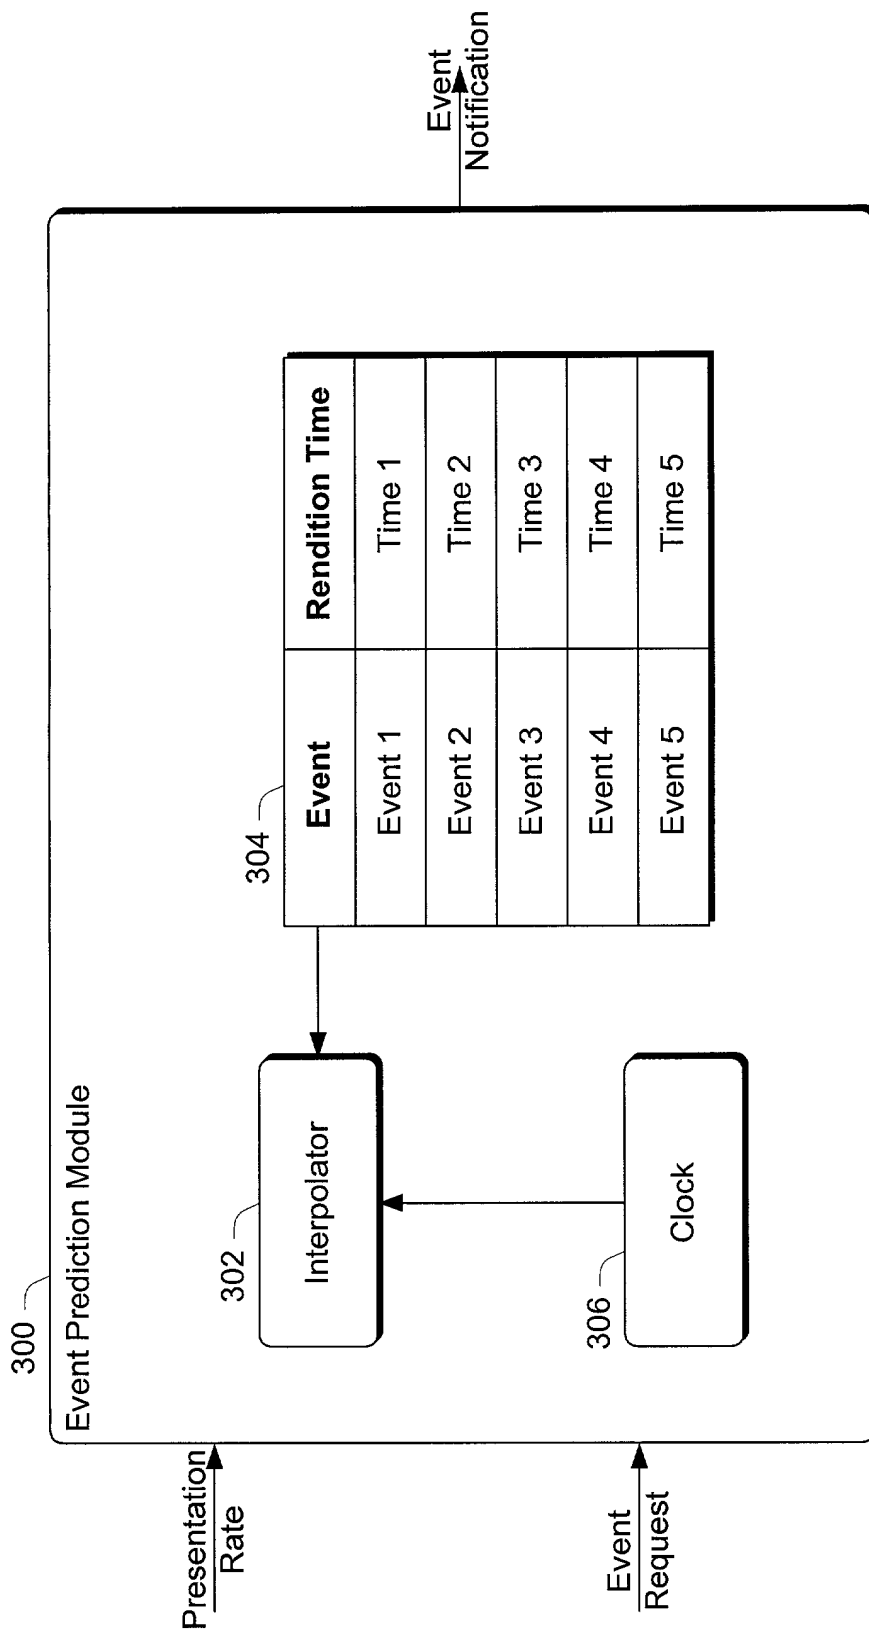 300
Event Prediction Module
Presentation
Rate
Event
Request
302
Interpolator
306
Clock
304
Event Rendition Time
Event 1 Time 1
Event 2 Time 2
Event 3 Time 3
Event 4 Time 4
Event 5 Time 5
Event
Notification